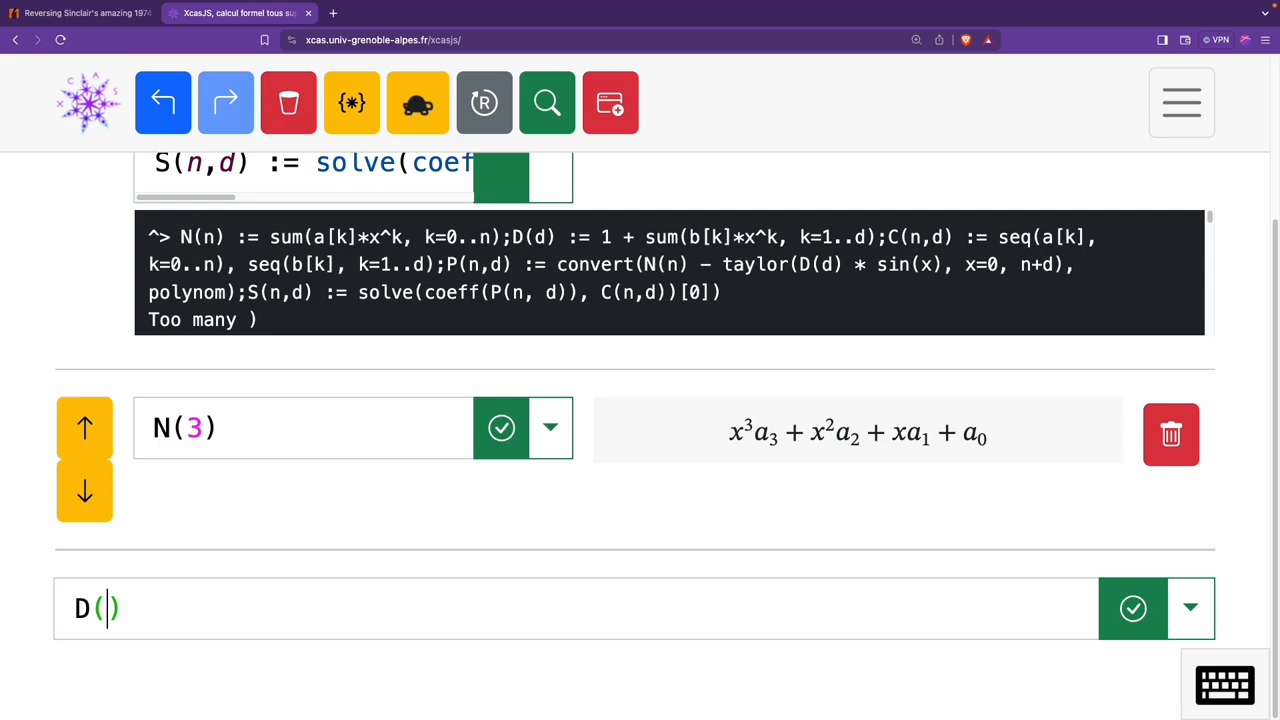 Reversing Sinclair's amazing 1974
XcasJS, calcul formel tous su
xcas.univ-grenoble-alpes.fr/xcasjs/
VPN
X C A S
{*}
R
S(n,d) := solve(coef
^> N(n) := sum(a[k]*x^k, k=0..n);D(d) := 1 + sum(b[k]*x^k, k=1..d);C(n,d) := seq(a[k],
k=0..n), seq(b[k], k=1..d);P(n,d) := convert(N(n) − taylor(D(d) * sin(x), x=0, n+d),
polynom);S(n,d) := solve(coeff(P(n, d)), C(n,d))[0])
Too many )
N(3)
x³a₃ + x²a₂ + xa₁ + a₀
D()